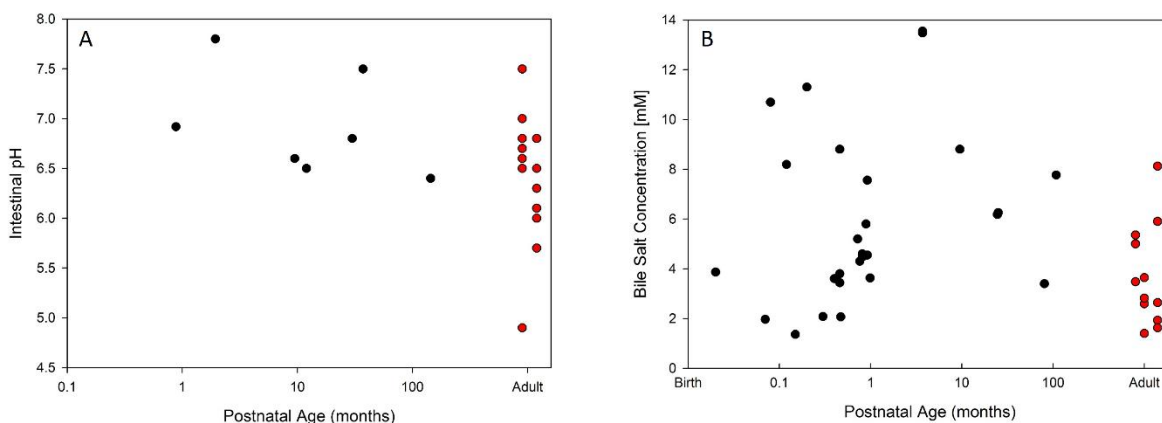 A
8.0
7.5
7.0
6.5
6.0
5.5
5.0
4.5
Intestinal pH
0.1 1 10 100 Adult
Postnatal Age (months)
B
14
12
10
8
6
4
2
0
Bile Salt Concentration [mM]
Birth 0.1 1 10 100 Adult
Postnatal Age (months)